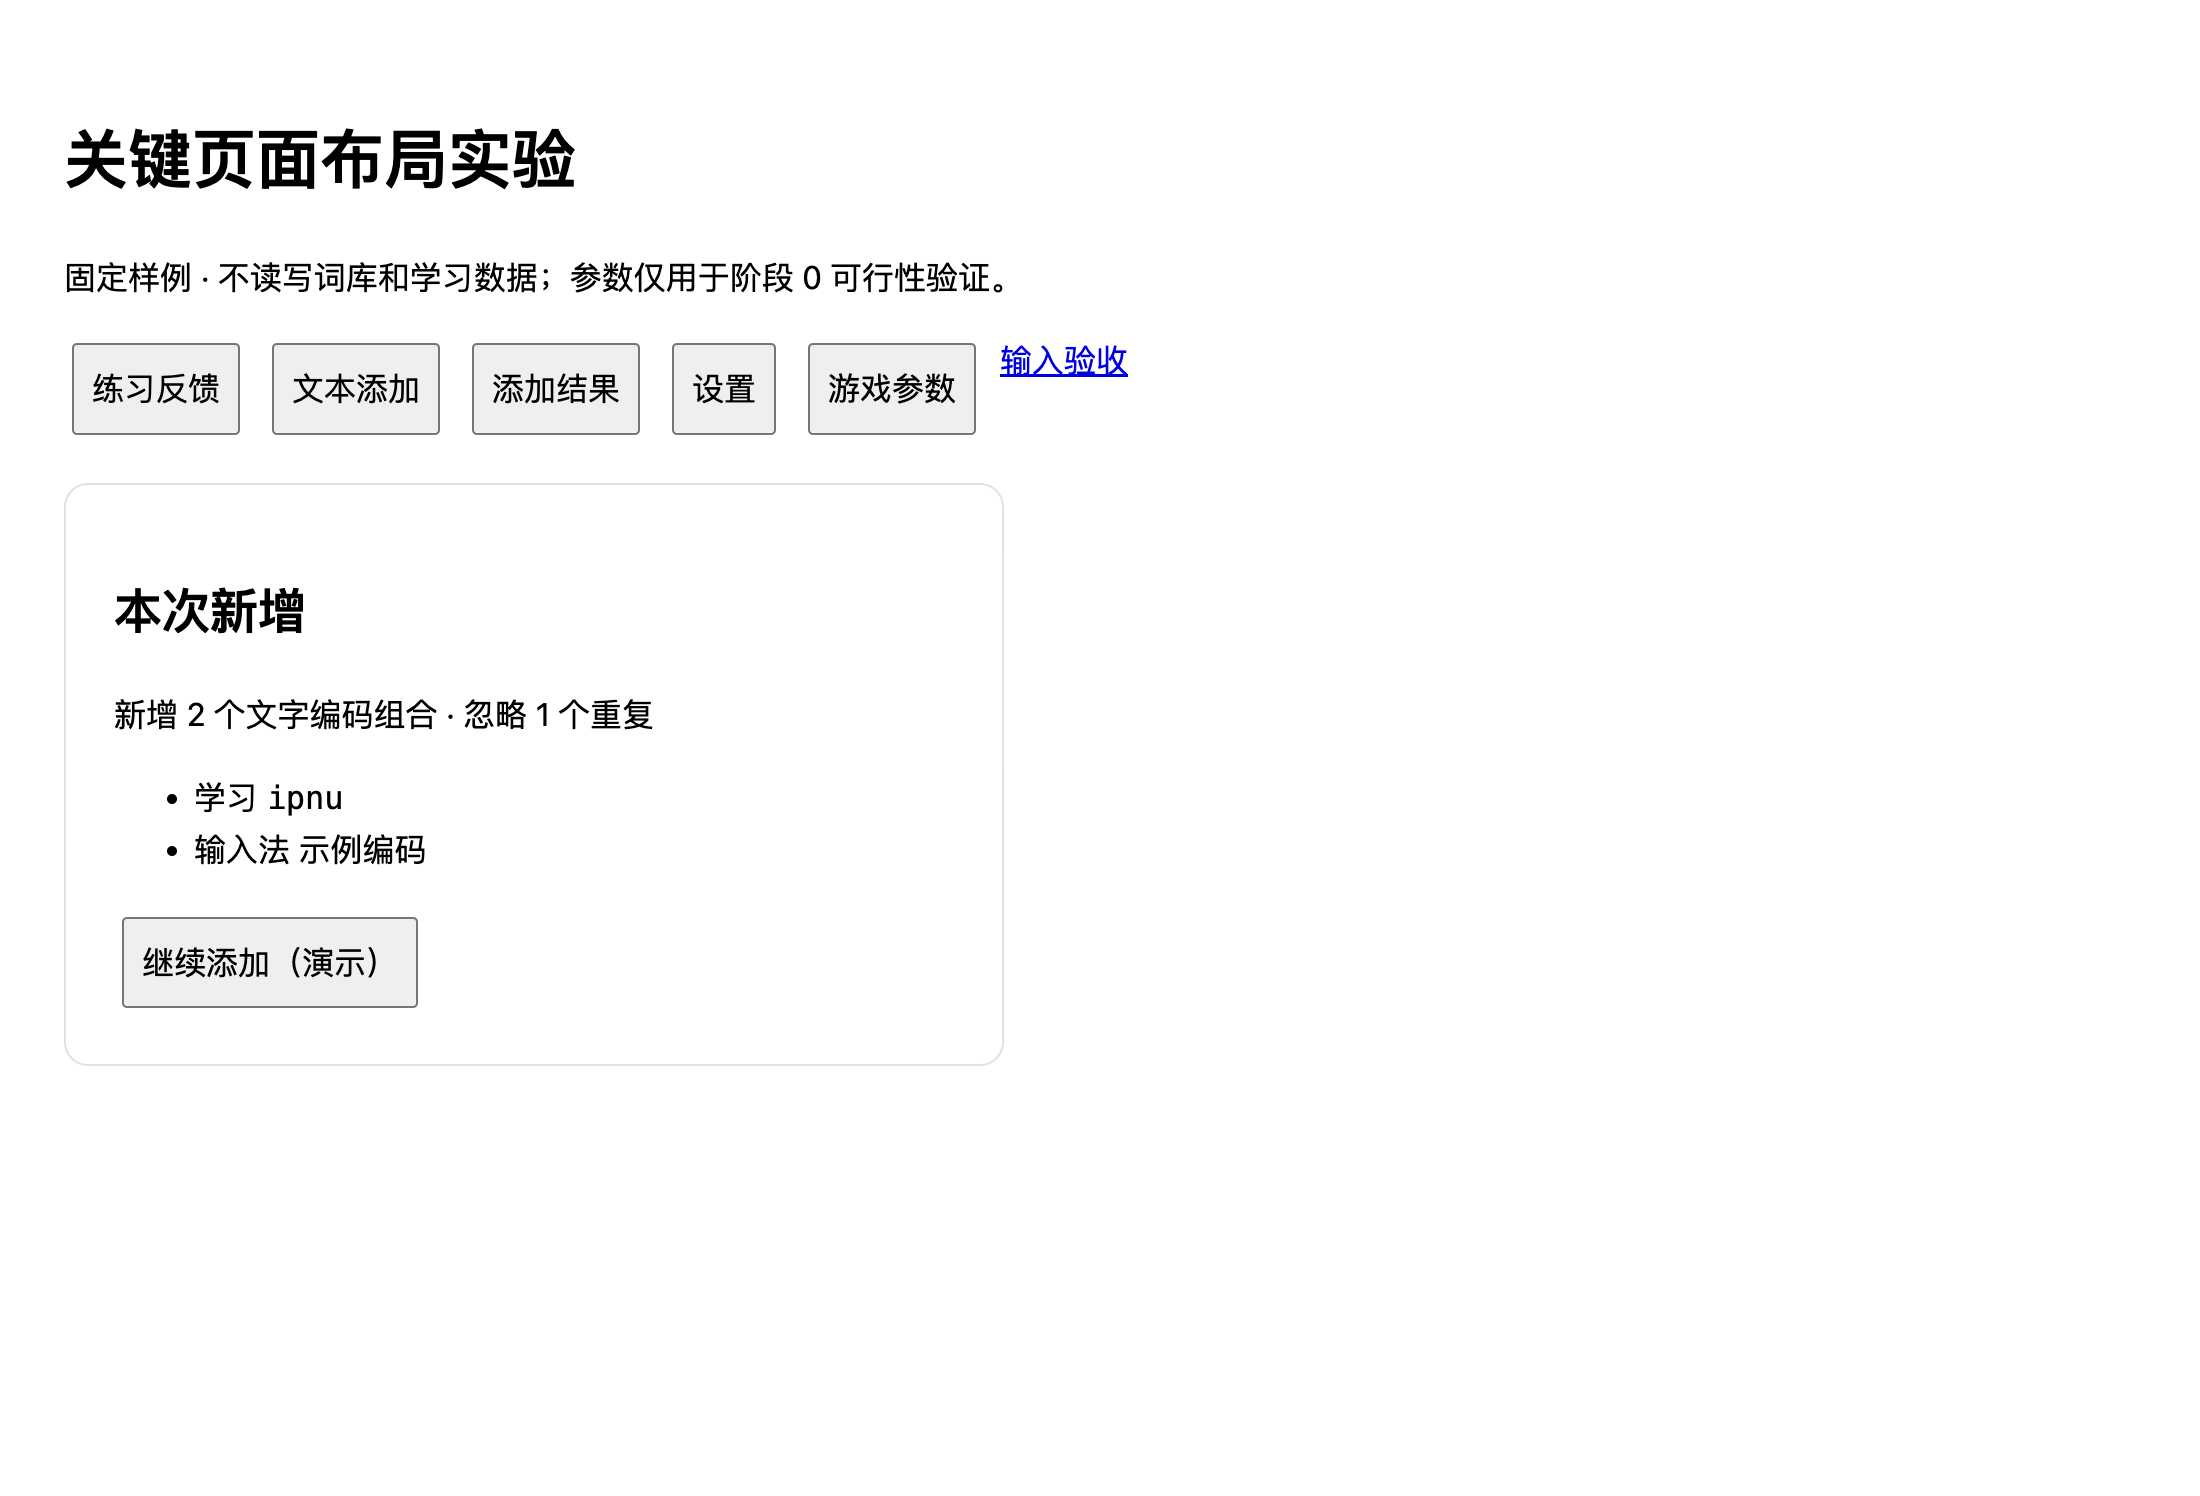 关键页面布局实验
固定样例 · 不读写词库和学习数据；参数仅用于阶段 0 可行性验证。
练习反馈 文本添加 添加结果 设置 游戏参数 输入验收
本次新增
新增 2 个文字编码组合 · 忽略 1 个重复
• 学习 ipnu
• 输入法 示例编码
继续添加（演示）